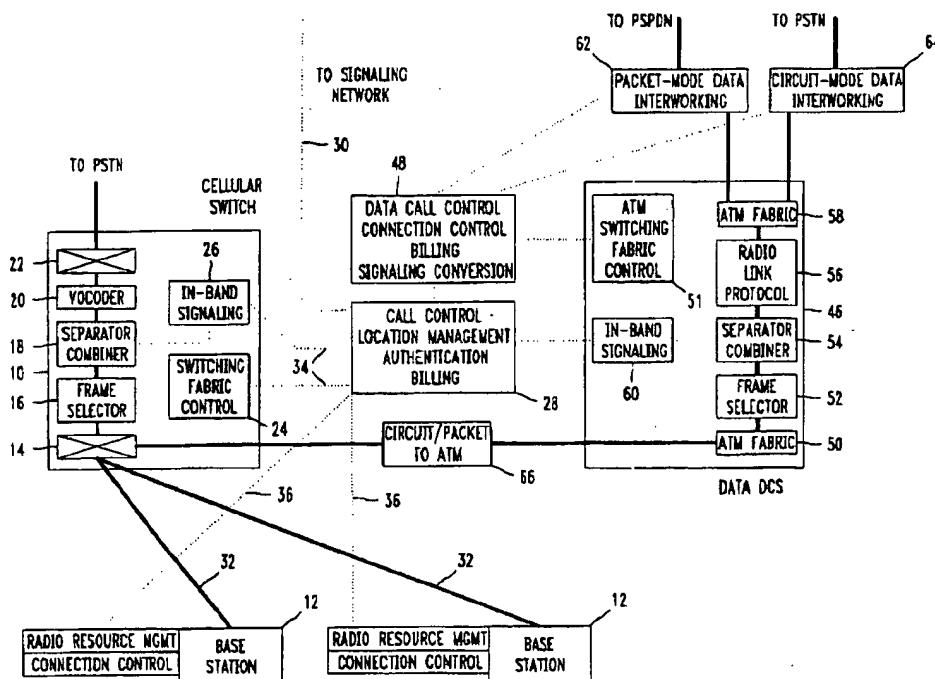 TO PSPDN
TO PSTN
62
64
PACKET-MODE DATA
INTERWORKING
CIRCUIT-MODE DATA
INTERWORKING
TO SIGNALING
NETWORK
30
TO PSTN
CELLULAR
SWITCH
48
DATA CALL CONTROL
CONNECTION CONTROL
BILLING
SIGNALING CONVERSION
ATM
SWITCHING
FABRIC
CONTROL
51
ATM FABRIC
58
22
26
20
VOCODER
IN-BAND
SIGNALING
RADIO
LINK
PROTOCOL
56
46
18
SEPARATOR
COMBINER
CALL CONTROL
LOCATION MANAGEMENT
AUTHENTICATION
BILLING
IN-BAND
SIGNALING
SEPARATOR
COMBINER
54
10
34
60
16
FRAME
SELECTOR
SWITCHING
FABRIC
CONTROL
24
28
FRAME
SELECTOR
52
14
CIRCUIT/PACKET
TO ATM
ATM FABRIC
50
66
36
36
DATA DCS
32
32
12
12
RADIO RESOURCE MGMT
CONNECTION CONTROL
BASE
STATION
RADIO RESOURCE MGMT
CONNECTION CONTROL
BASE
STATION